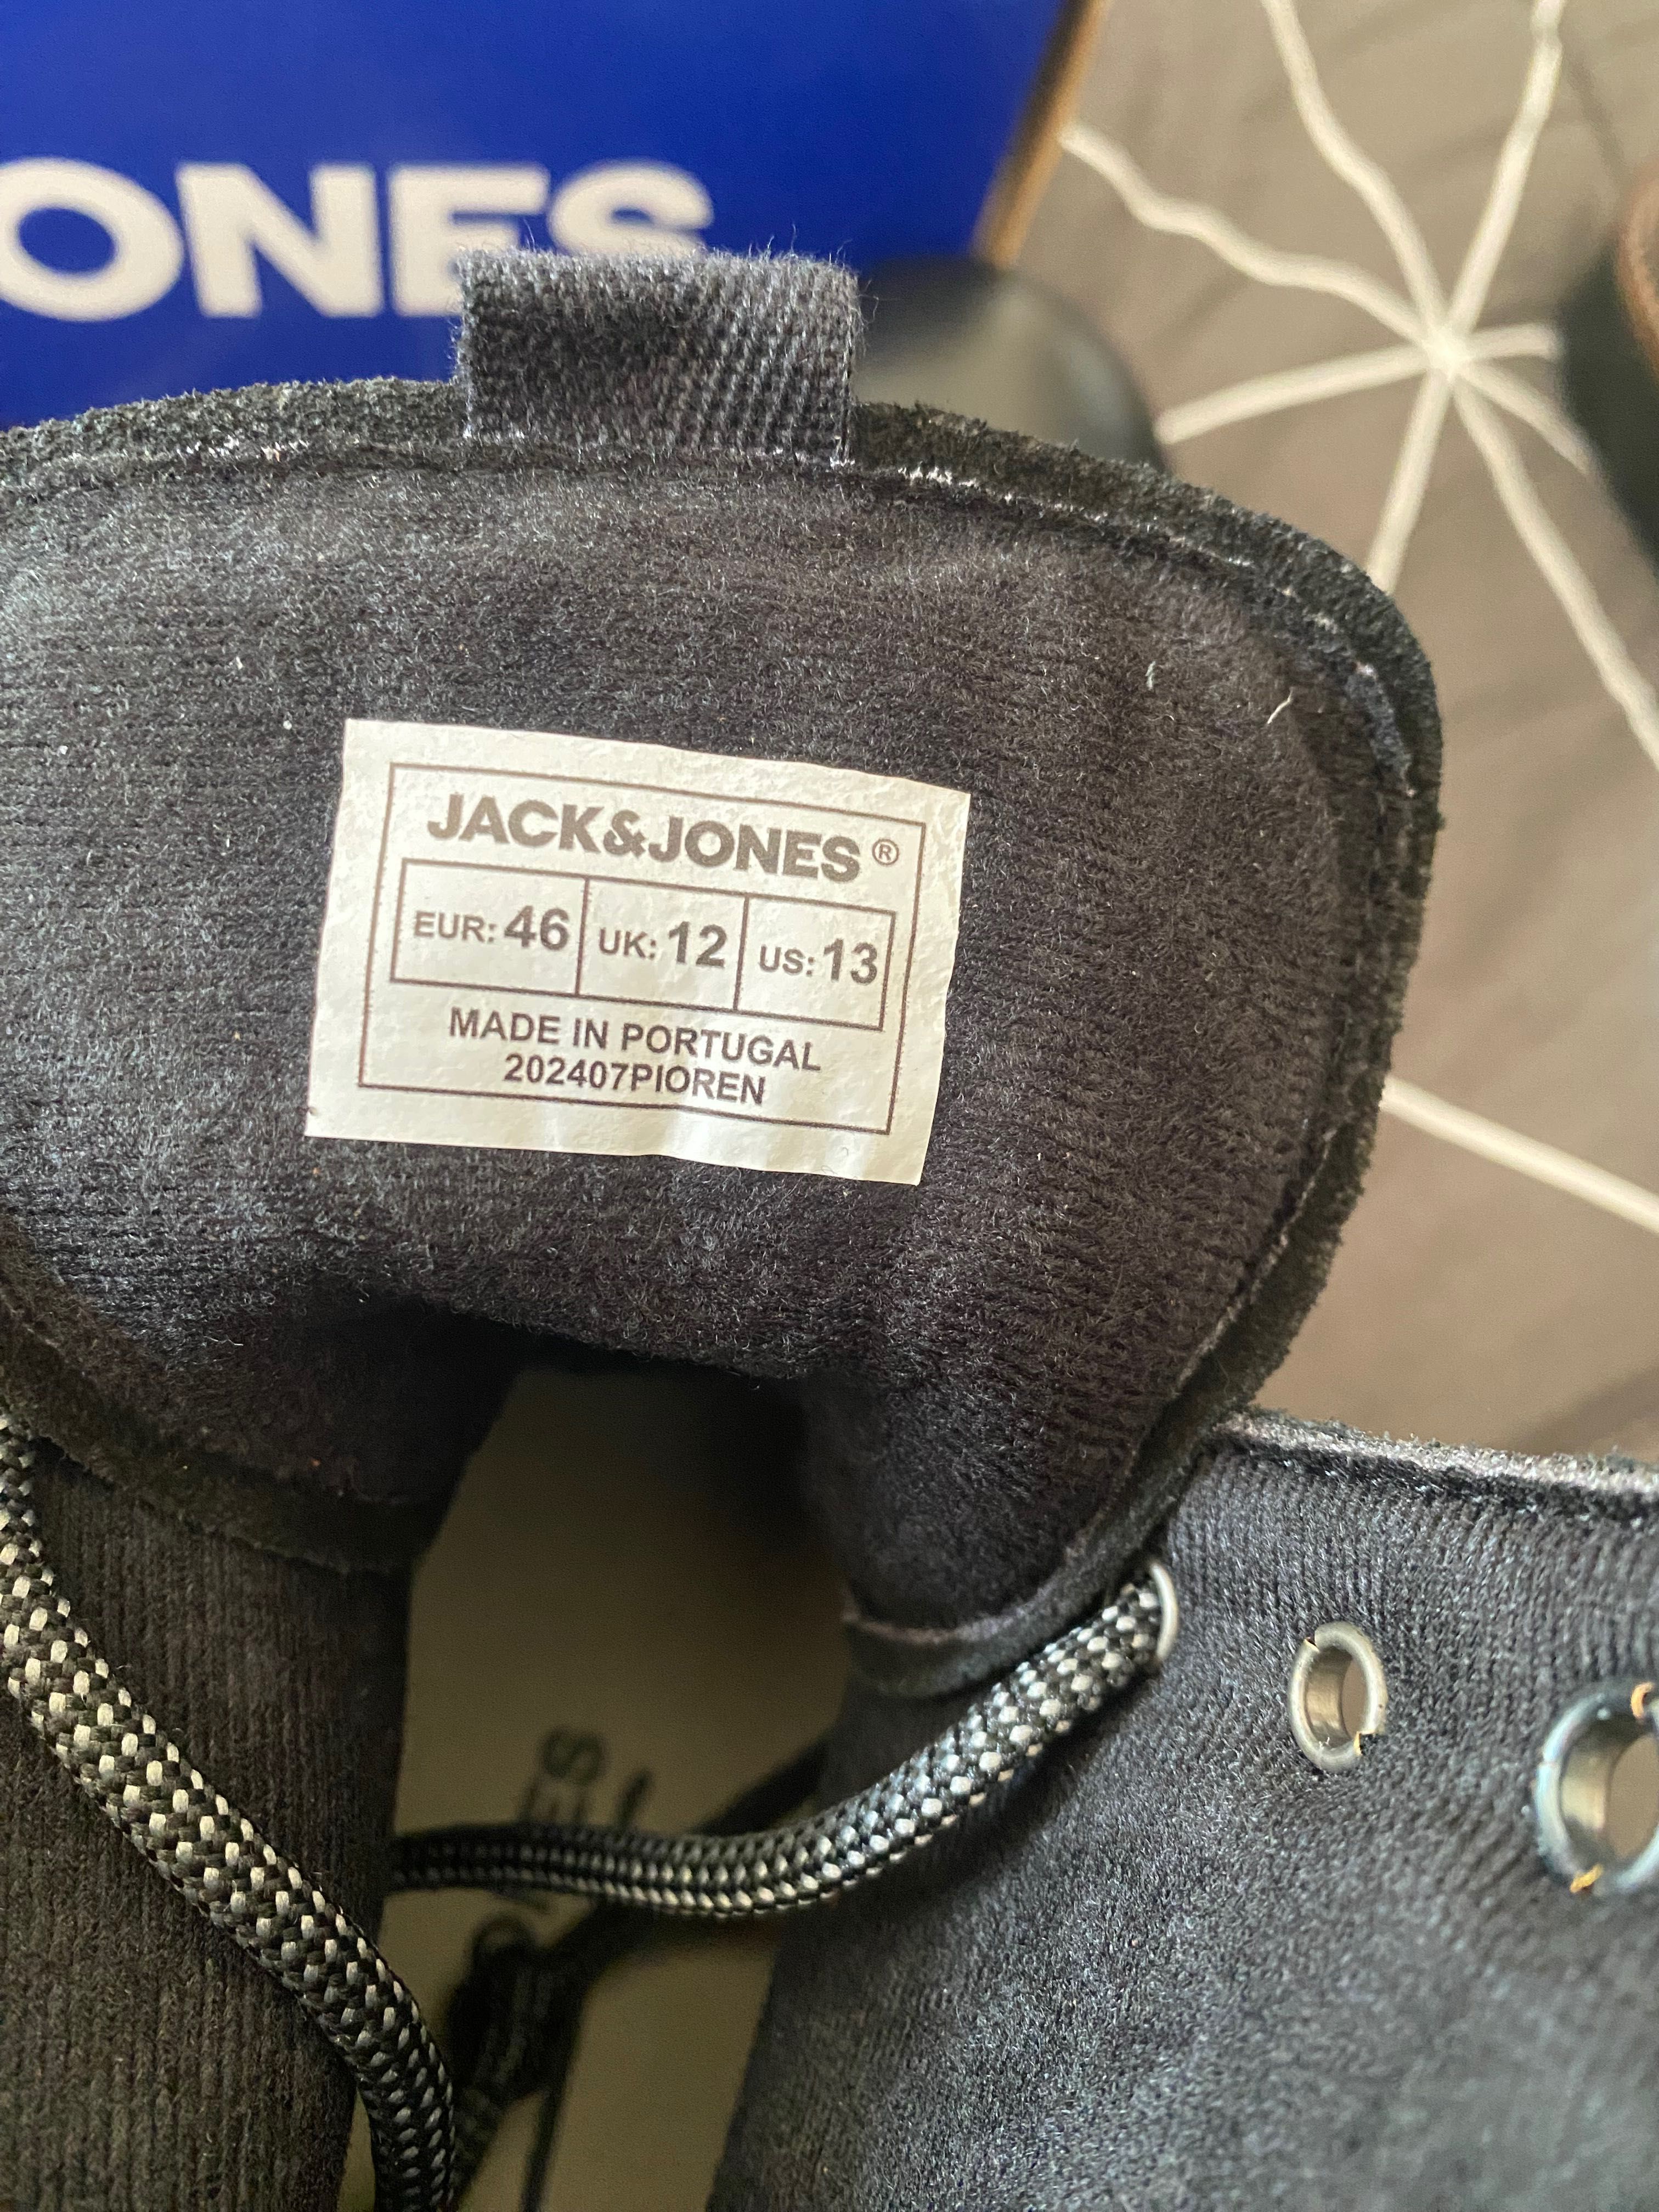 ONES
JACK&JONES®
EUR: 46 UK: 12 US: 13
MADE IN PORTUGAL
202407PIOREN